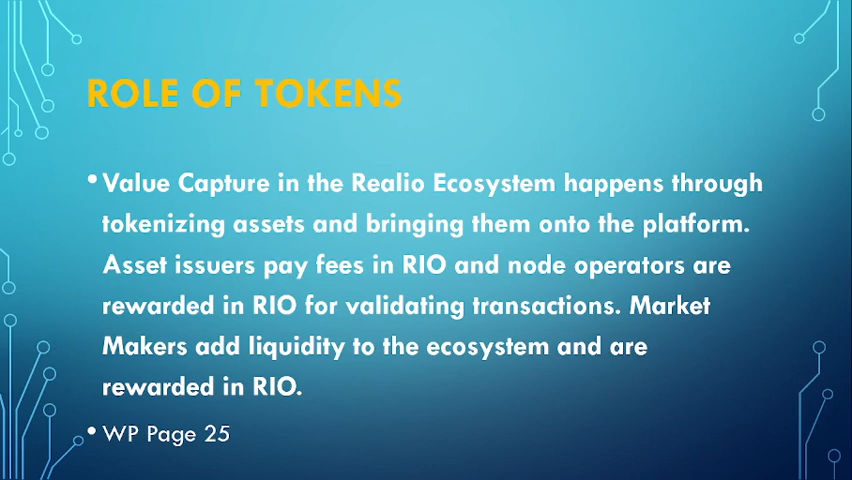 ROLE OF TOKENS
• Value Capture in the Realio Ecosystem happens through
tokenizing assets and bringing them onto the platform.
Asset issuers pay fees in RIO and node operators are
rewarded in RIO for validating transactions. Market
Makers add liquidity to the ecosystem and are
rewarded in RIO.
• WP Page 25